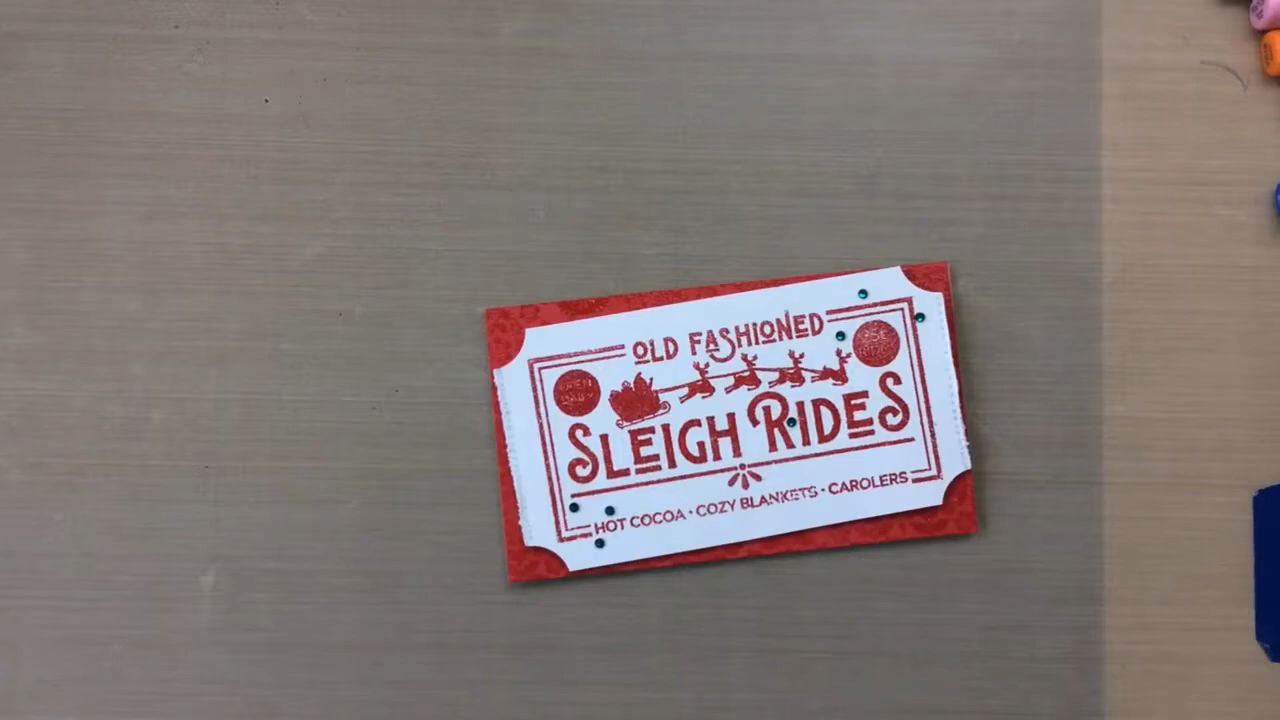 OLD FASHIONED
SLEIGH RIDES
HOT COCOA · COZY BLANKETS · CAROLERS